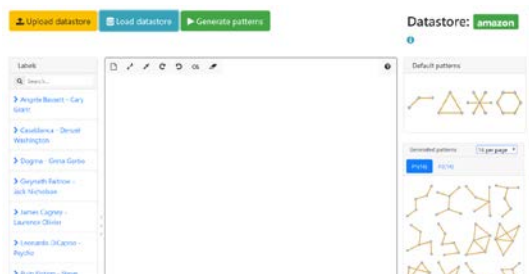 Upload datastore
Load datastore
Generate patterns
Datastore: amazon
Labels
Search...
Angela Bassett - Cary
Grant
Casablanca - Denzel
Washington
Dogma - Greta Garbo
Gwyneth Paltrow -
Jack Nicholson
James Cagney -
Laurence Olivier
Leonardo DiCaprio -
Psycho
Default patterns
Generated patterns
16 per page